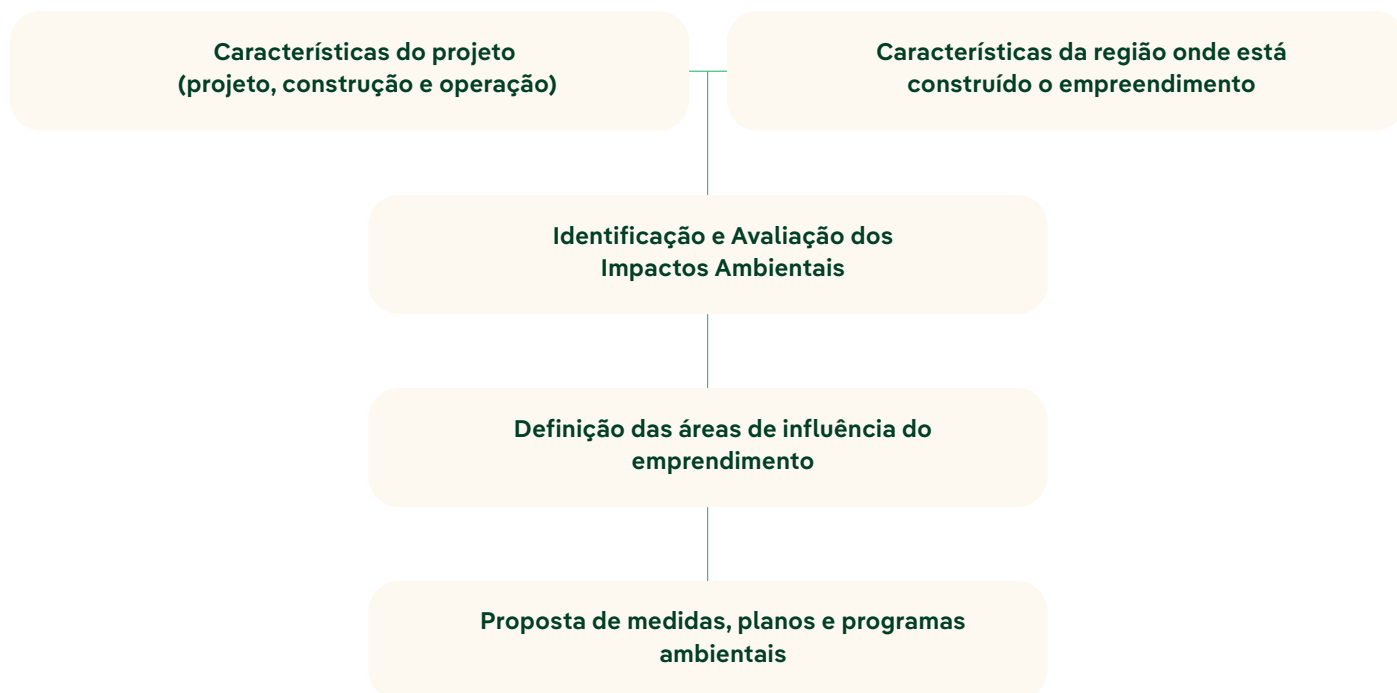 Características do projeto
(projeto, construção e operação)
Características da região onde está
construído o empreendimento
Identificação e Avaliação dos
Impactos Ambientais
Definição das áreas de influência do
emprendimento
Proposta de medidas, planos e programas
ambientais